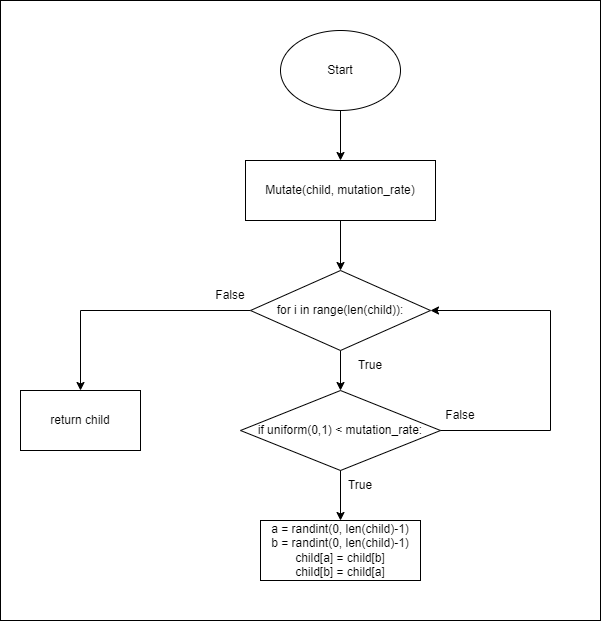 Start
Mutate(child, mutation_rate)
False
for i in range(len(child)):
True
return child
if uniform(0,1) < mutation_rate:
False
True
a = randint(0, len(child)-1)
b = randint(0, len(child)-1)
child[a] = child[b]
child[b] = child[a]